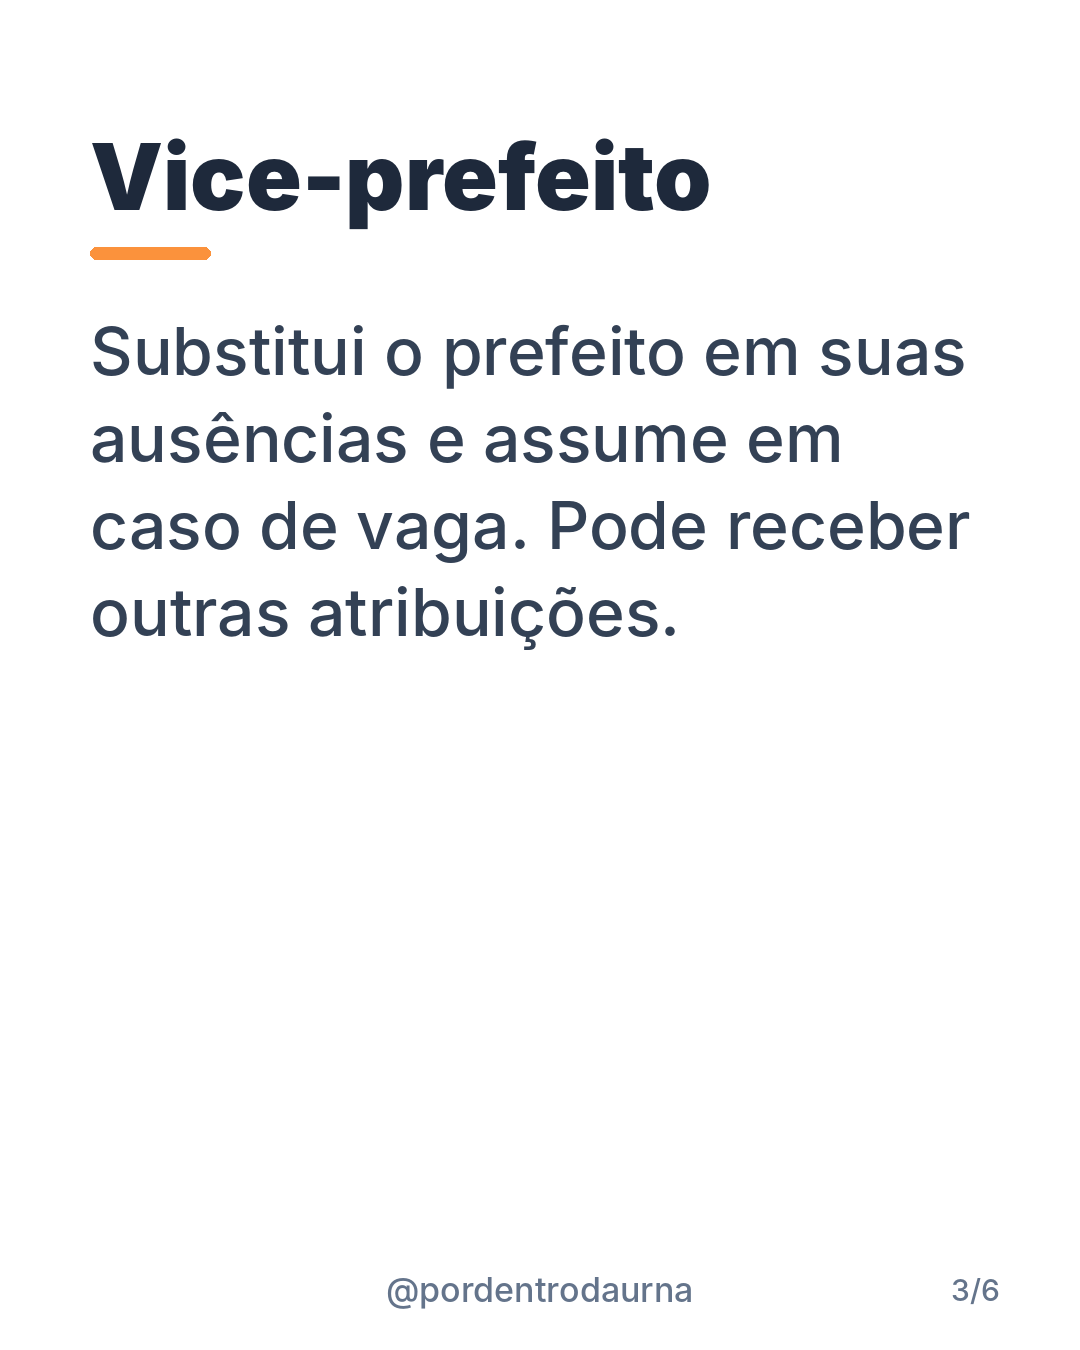 Vice-prefeito
Substitui o prefeito em suas
ausências e assume em
caso de vaga. Pode receber
outras atribuições.
@pordentrodaurna
3/6